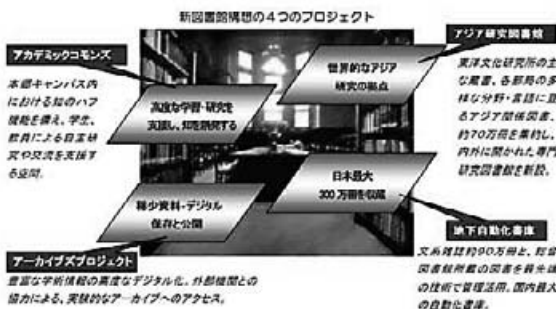 新図書館構想の4つのプロジェクト
アカデミックコモンズ
本郷キャンパス内
における知のハブ
機能を備え、学生、
教員による自主研
究や交流を支援す
る空間。
高度な学習・研究を
支援し、知を触発する
世界的なアジア
研究の拠点
アジア研究図書館
東洋文化研究所の主
な蔵書、各部局の多
様な分野・言語に
るアジア関係図書、
約70万冊を集約し、
内外に開かれた専門
研究図書館を新設。
稀少資料・デジタル
保存と公開
日本最大
300万冊を収蔵
アーカイブズプロジェクト
豊富な学術情報の高度なデジタル化。外部機関との
協力による、実験的なアーカイブへのアクセス。
地下自動化書庫
文系雑誌約90万冊と、総
図書館所蔵の図書を最先
の技術で管理活用。国内最大
の自動化書庫。